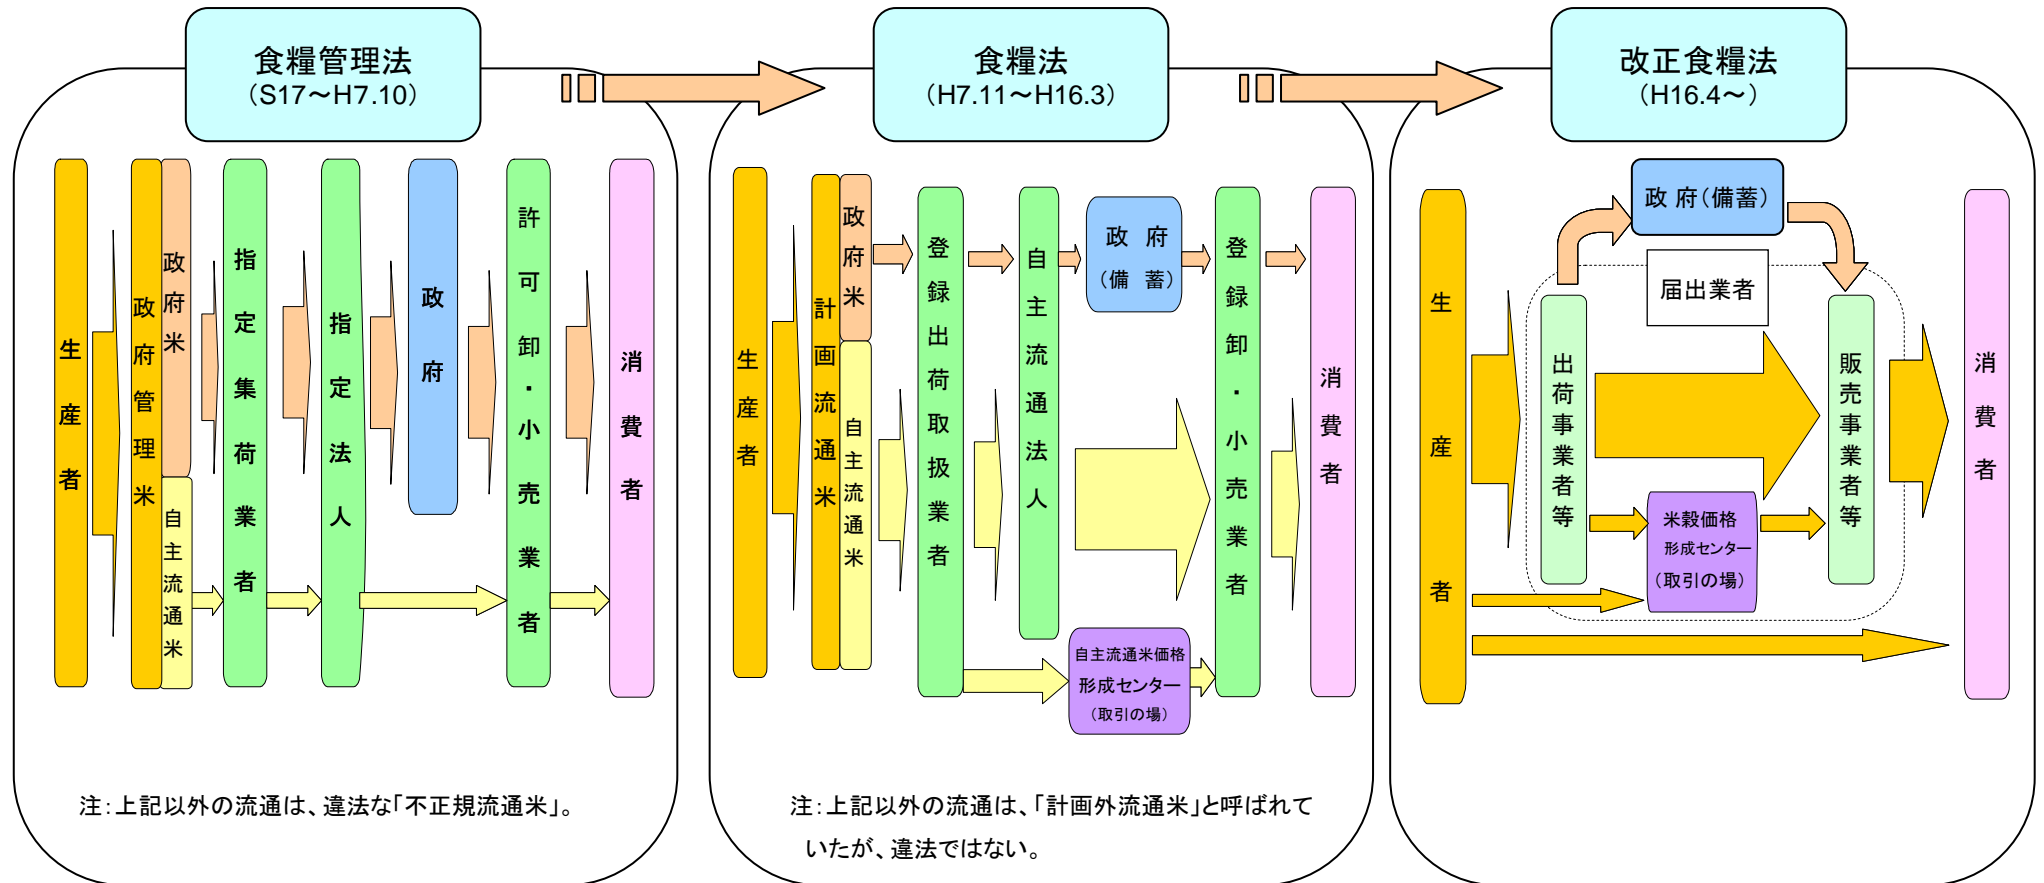 食糧管理法
（S17～H7.10）
生産者
政府管理米
政府米
自主流通米
指定集荷業者
指定法人
政府
許可卸・小売業者
消費者
注：上記以外の流通は、違法な「不正規流通米」。
食糧法
（H7.11～H16.3）
生産者
計画流通米
政府米
自主流通米
登録出荷取扱業者
自主流通法人
政 府
（備 蓄）
自主流通米価格
形成センター
（取引の場）
登録卸・小売業者
消費者
注：上記以外の流通は、「計画外流通米」と呼ばれて
いたが、違法ではない。
改正食糧法
（H16.4～）
生産者
政 府（備蓄）
届出業者
出荷事業者等
米穀価格
形成センター
（取引の場）
販売事業者等
消費者